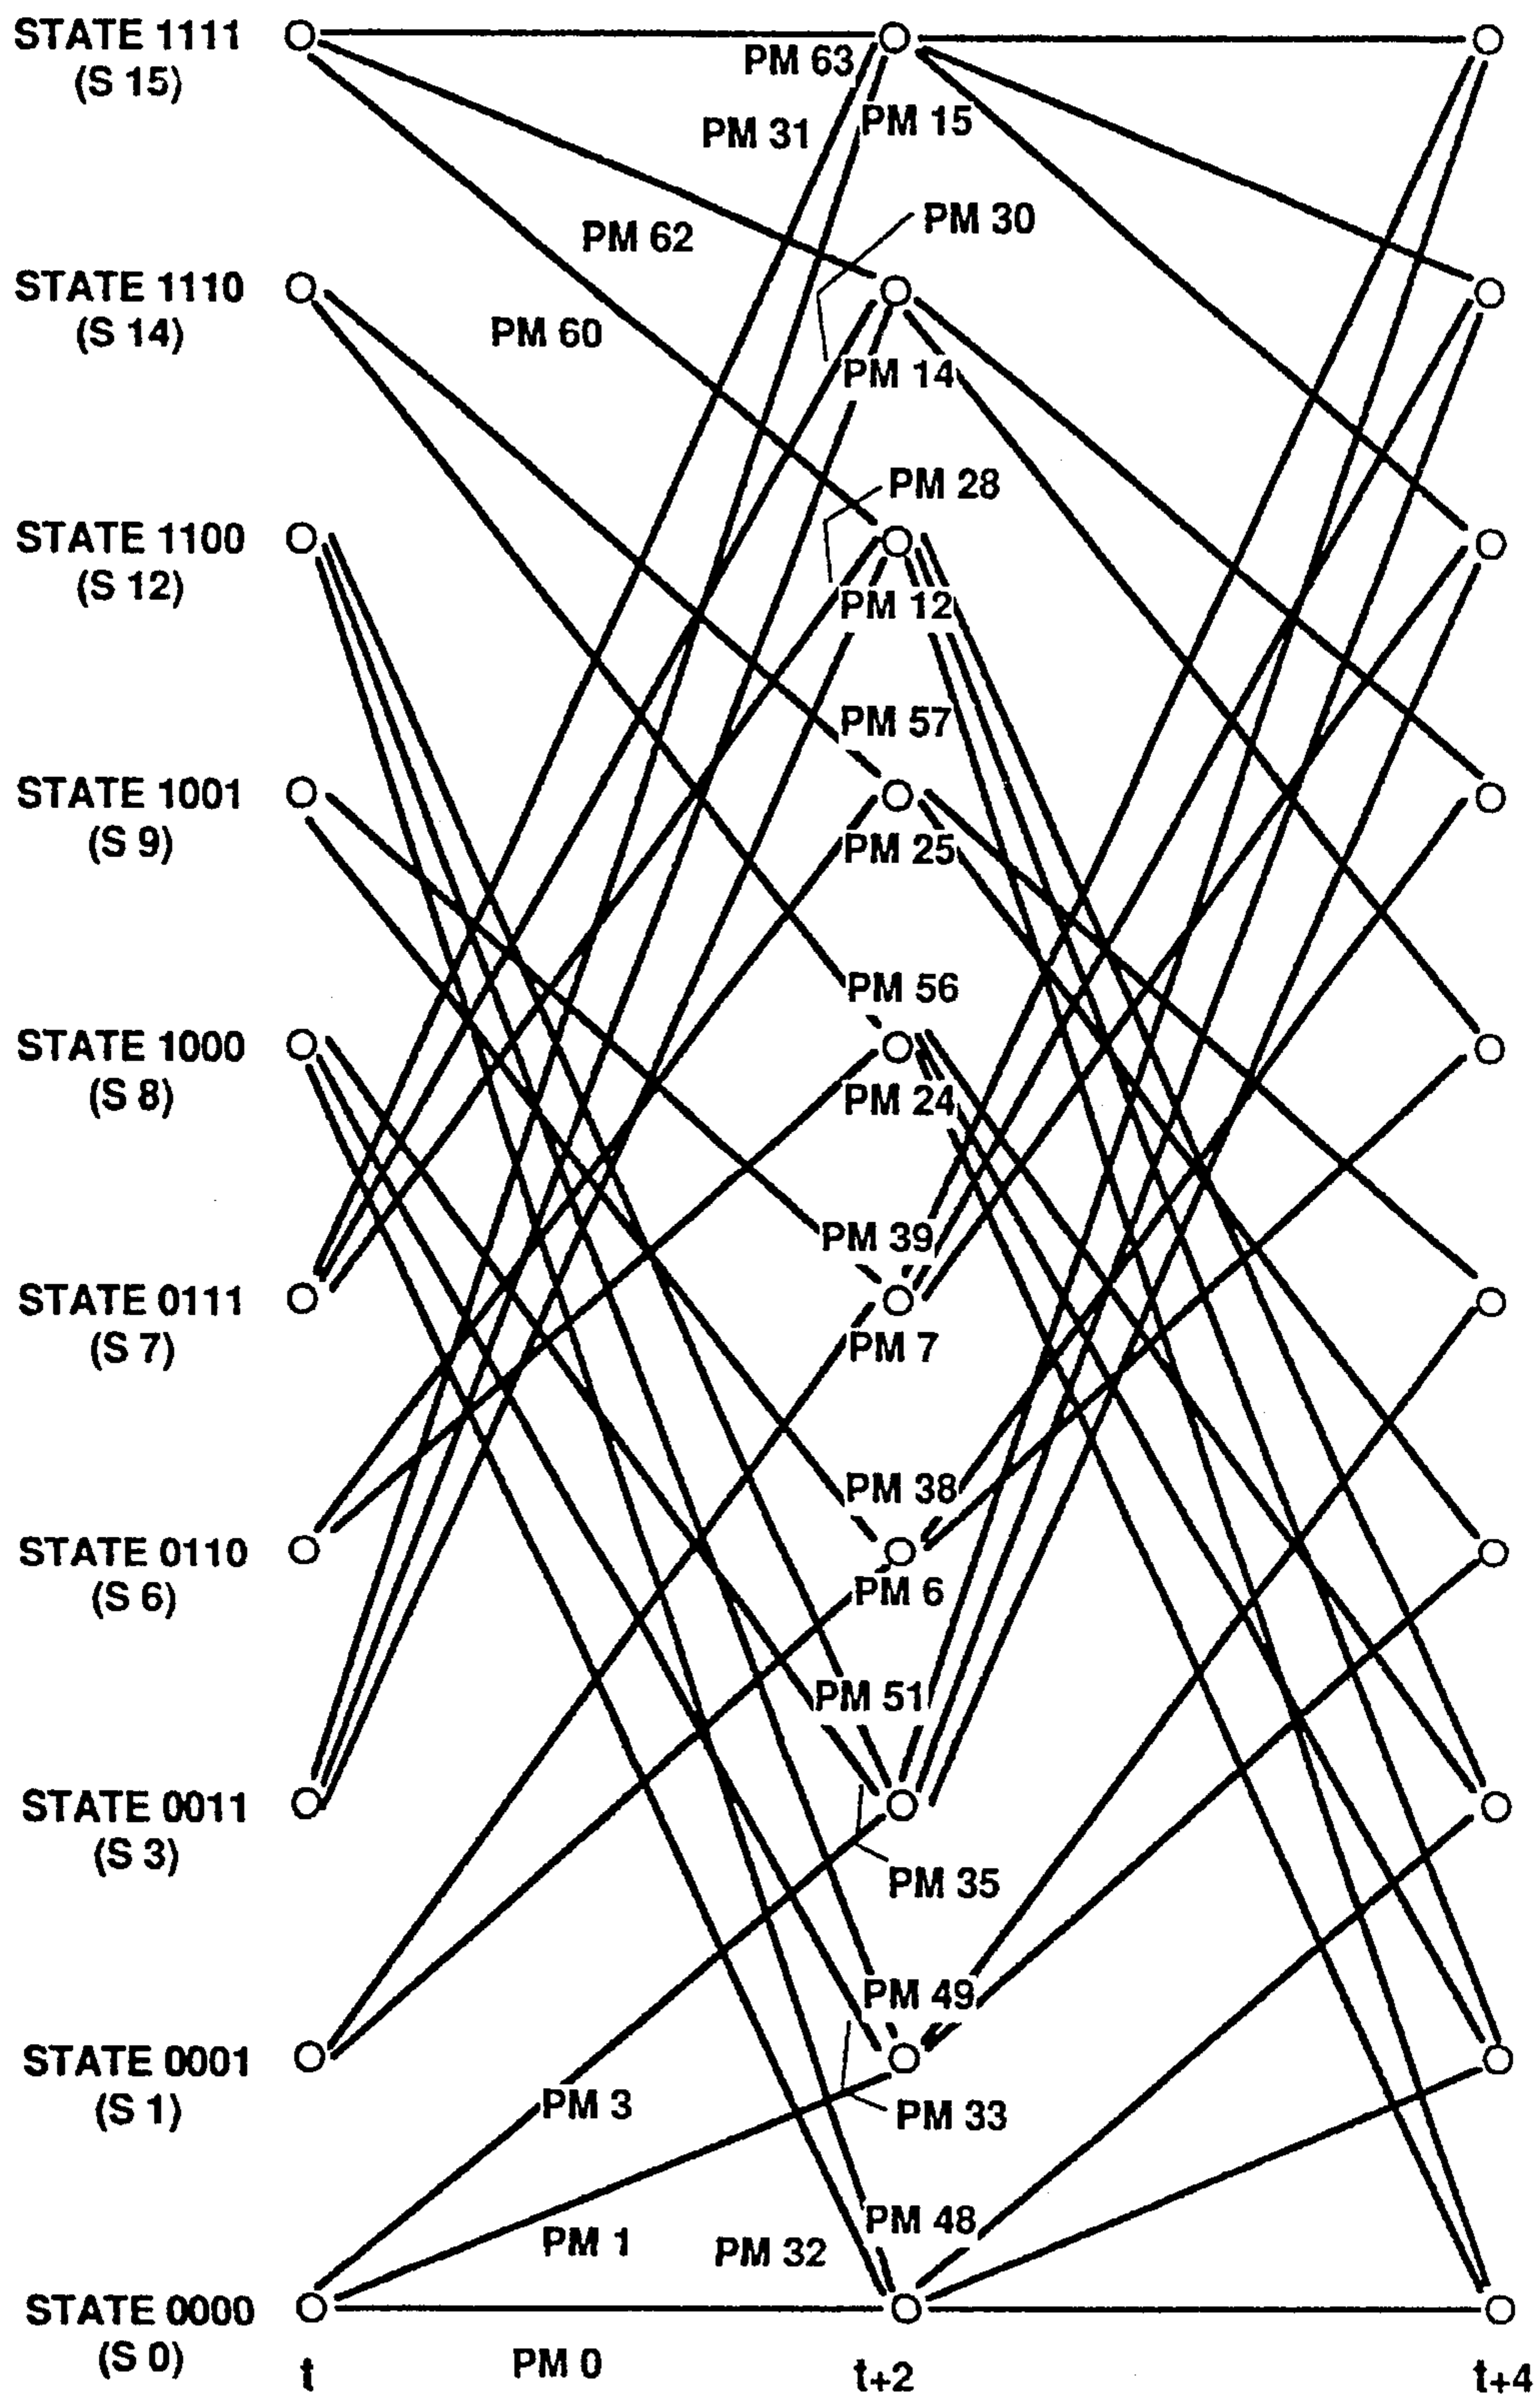 STATE 1111
(S 15)
PM 63
PM 31
PM 15
PM 30
PM 62
STATE 1110
(S 14)
PM 60
PM 14
PM 28
STATE 1100
(S 12)
PM 12
PM 57
STATE 1001
(S 9)
PM 25
PM 56
STATE 1000
(S 8)
PM 24
PM 39
STATE 0111
(S 7)
PM 7
PM 38
STATE 0110
(S 6)
PM 6
PM 51
STATE 0011
(S 3)
PM 35
PM 49
STATE 0001
(S 1)
PM 3
PM 33
PM 48
PM 1
PM 32
STATE 0000
(S 0)
PM 0
t
t+2
t+4